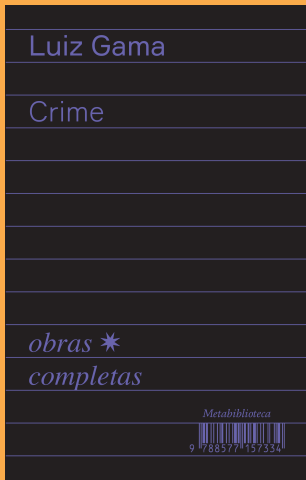 Luiz Gama
Crime
obras ✷
completas
Metabiblioteca
9 788577 157334